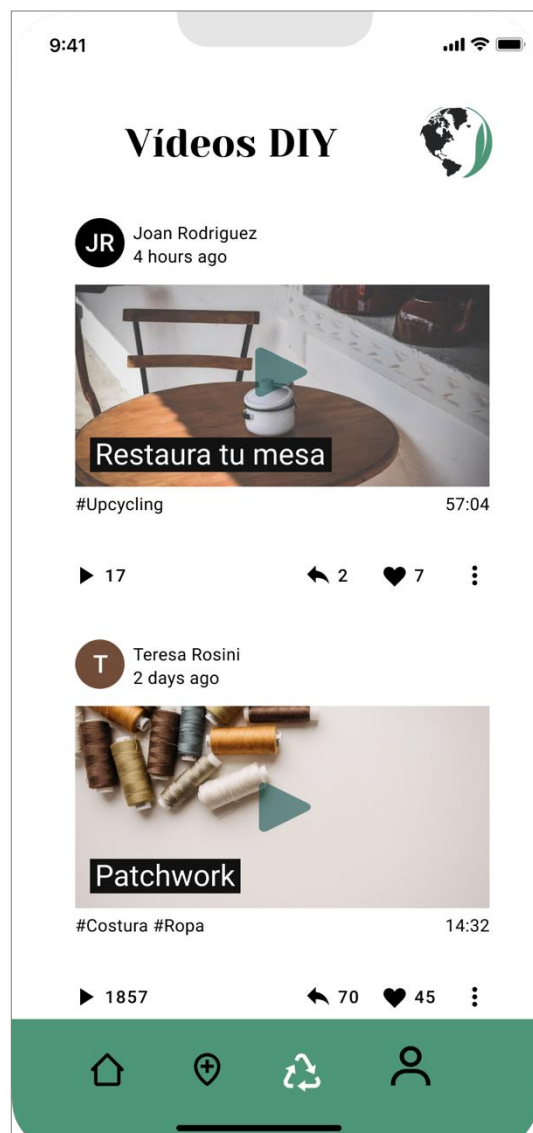 9:41
Vídeos DIY
JR
Joan Rodriguez
4 hours ago
Restaura tu mesa
#Upcycling 57:04
17 2 7
T
Teresa Rosini
2 days ago
Patchwork
#Costura #Ropa 14:32
1857 70 45